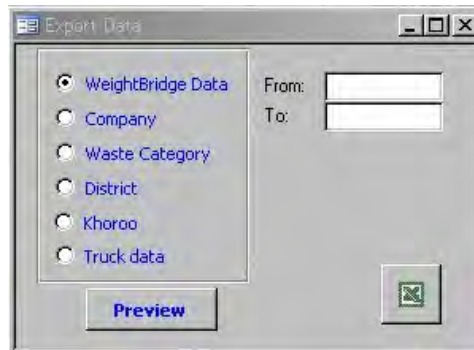 Export Data
WeightBridge Data
From:
Company
To:
Waste Category
District
Khoroo
Truck data
Preview